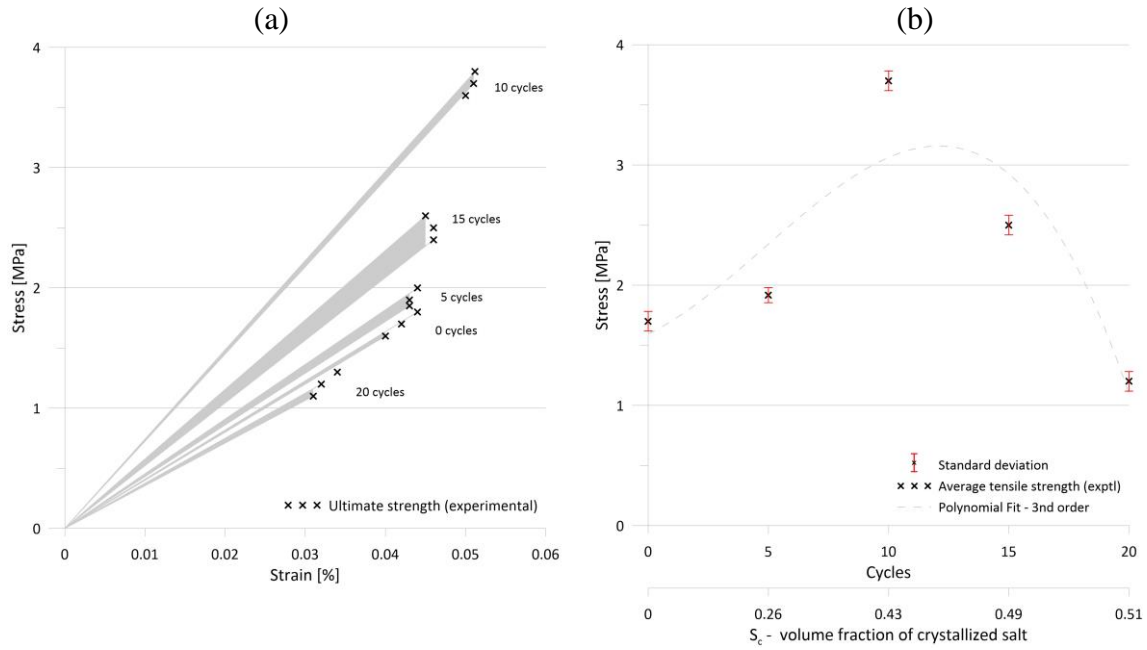 (a)
4
3
2
1
0
Stress [MPa]
10 cycles
15 cycles
5 cycles
0 cycles
20 cycles
Ultimate strength (experimental)
0 0.01 0.02 0.03 0.04 0.05 0.06
Strain [%]
(b)
4
3
2
1
0
Stress [MPa]
Standard deviation
Average tensile strength (exptl)
Polynomial Fit - 3nd order
0 5 10 15 20
Cycles
0 0.26 0.43 0.49 0.51
Sc - volume fraction of crystallized salt